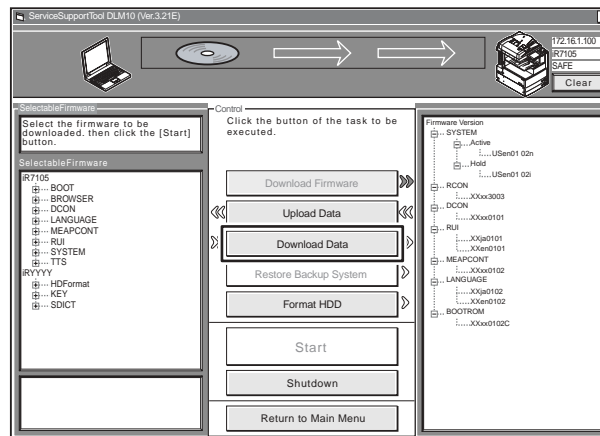 ServiceSupportTool DLM10 (Ver.3.21E)
172.16.1.100
iR7105
SAFE
Clear
SelectableFirmware
Select the firmware to be
downloaded. then click the [Start]
button.
SelectableFirmware
iR7105
BOOT
BROWSER
DCON
LANGUAGE
MEAPCONT
RUI
SYSTEM
TTS
iRYYYY
HDFormat
KEY
SDICT
Control
Click the button of the task to be
executed.
Download Firmware
Upload Data
Download Data
Restore Backup System
Format HDD
Start
Shutdown
Return to Main Menu
Firmware Version
SYSTEM
Active
USen01 02n
Hold
USen01 02i
RCON
XXxx3003
DCON
XXxx0101
RUI
XXja0101
XXen0101
MEAPCONT
XXxx0102
LANGUAGE
XXja0102
XXen0102
BOOTROM
XXxx0102C